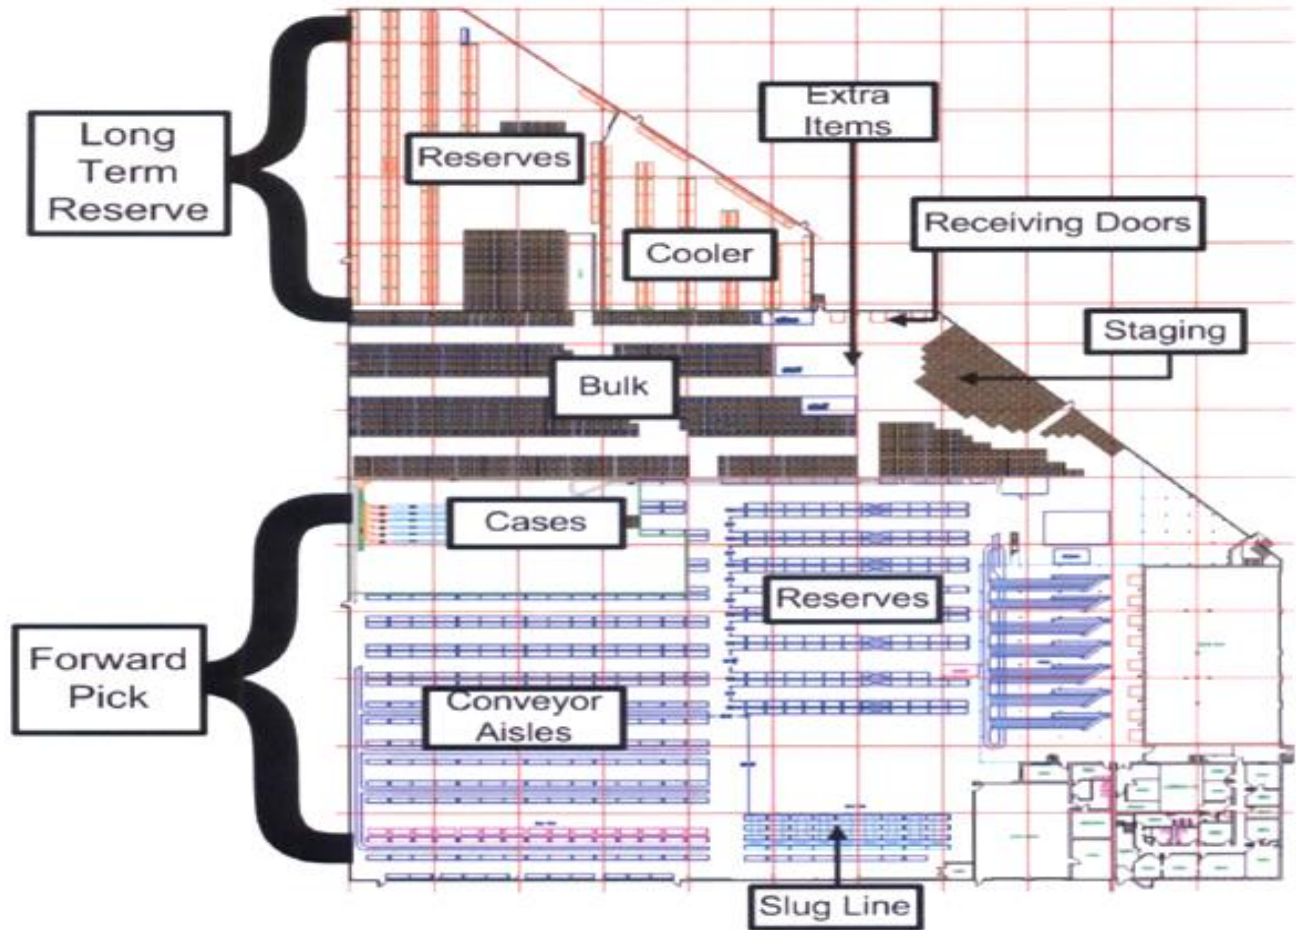 Extra
Items
Long
Term
Reserve
Reserves
Receiving Doors
Cooler
Staging
Bulk
Cases
Reserves
Forward
Pick
Conveyor
Aisles
Slug Line